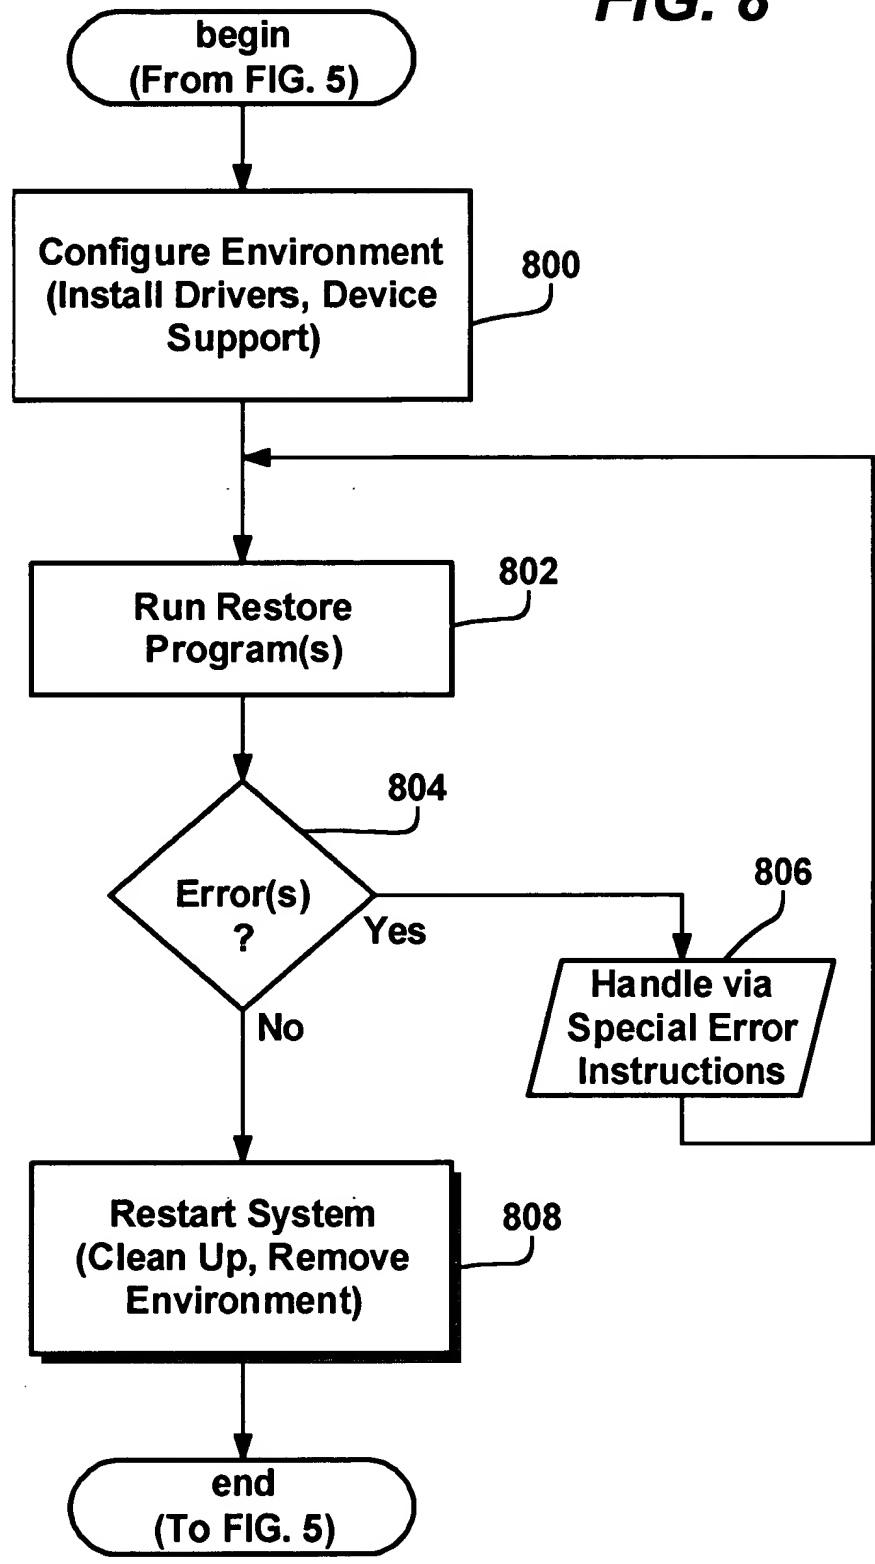 FIG. 8
begin
(From FIG. 5)
Configure Environment
(Install Drivers, Device
Support)
800
Run Restore
Program(s)
802
804
Error(s)
?
Yes
No
806
Handle via
Special Error
Instructions
Restart System
(Clean Up, Remove
Environment)
808
end
(To FIG. 5)